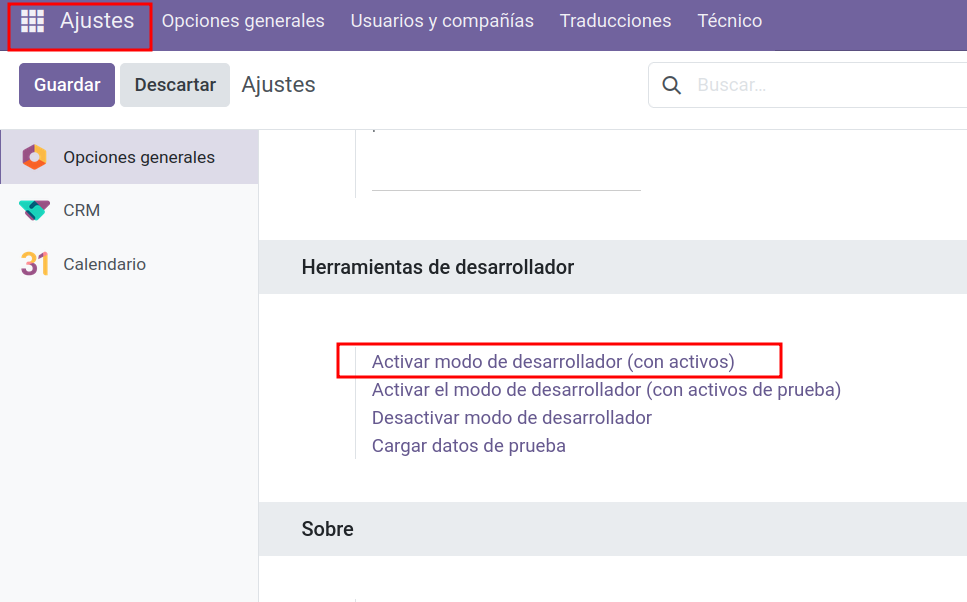 Ajustes Opciones generales Usuarios y compañías Traducciones Técnico
Guardar Descartar Ajustes Buscar...
Opciones generales
CRM
31 Calendario
Herramientas de desarrollador
Activar modo de desarrollador (con activos)
Activar el modo de desarrollador (con activos de prueba)
Desactivar modo de desarrollador
Cargar datos de prueba
Sobre